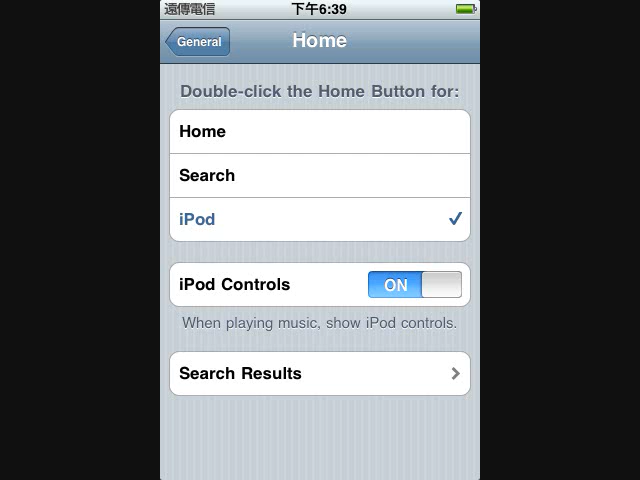 遠傳電信 下午6:39
General Home
Double-click the Home Button for:
Home
Search
iPod
iPod Controls ON
When playing music, show iPod controls.
Search Results